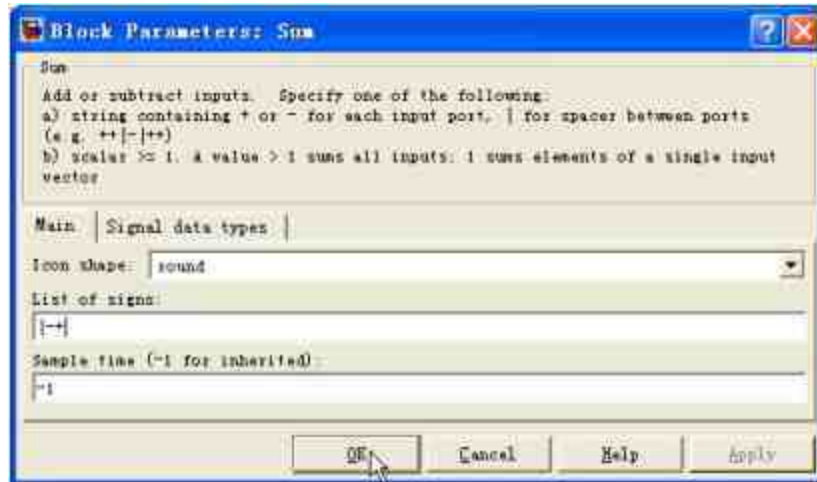 Block Parameters: Sum
Sum
Add or subtract inputs. Specify one of the following:
a) string containing + or - for each input port, | for spacer between ports
(e.g. ++|-|++)
b) scalar >= 1. A value > 1 sums all inputs; 1 sums elements of a single input
vector
Main Signal data types
Icon shape: round
List of signs:
|-+|
Sample time (-1 for inherited):
-1
OK Cancel Help Apply